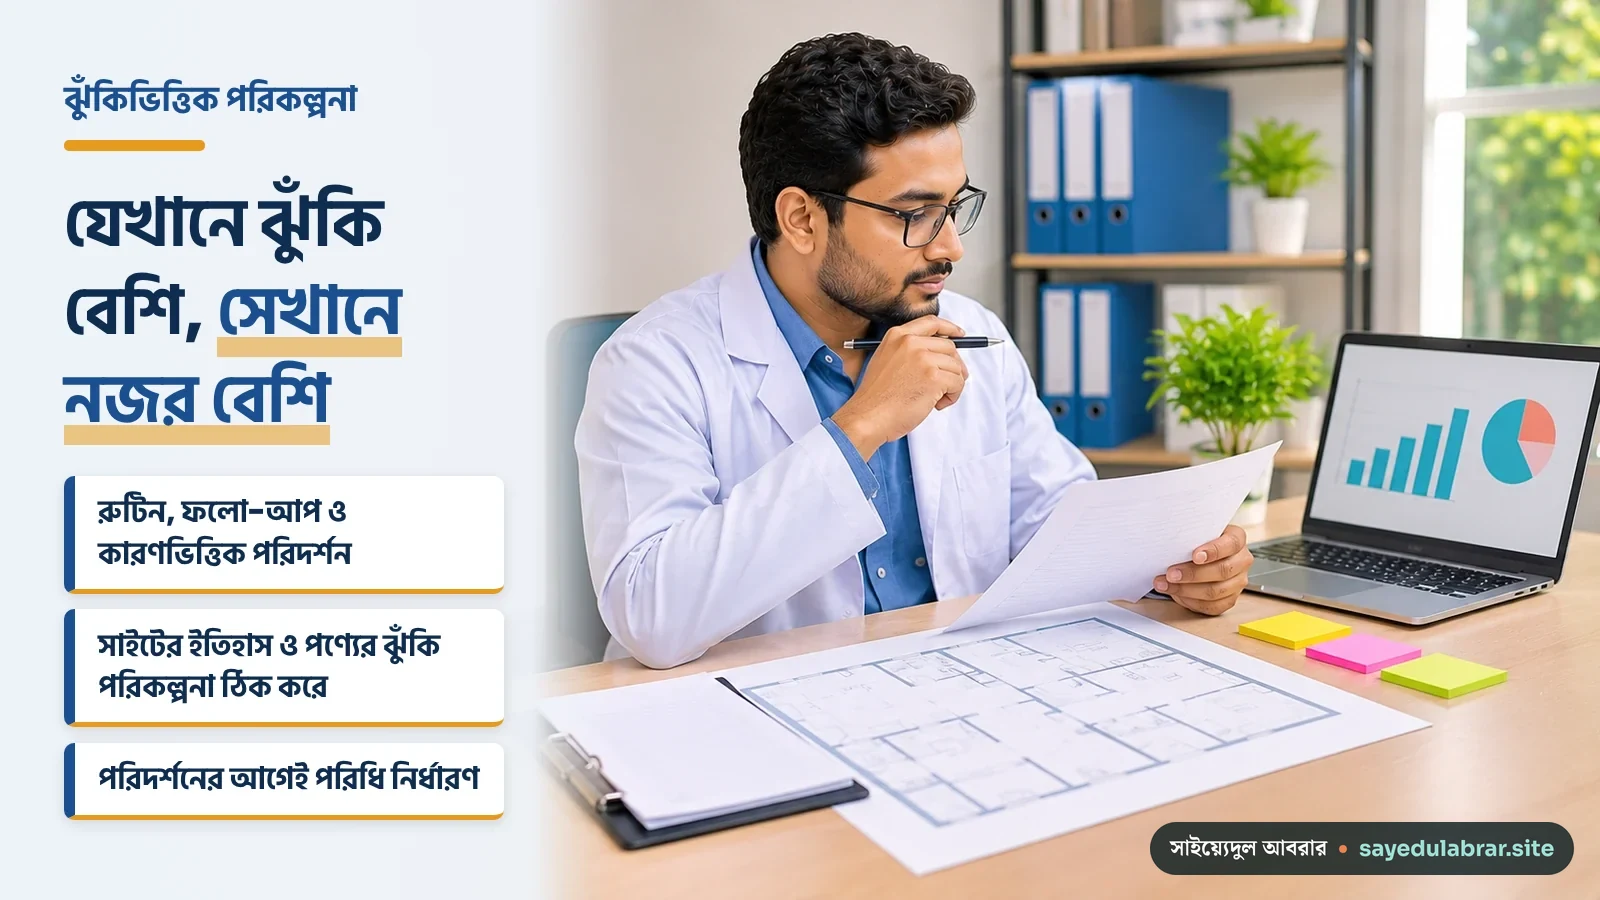 ঝুঁকিভিত্তিক পরিকল্পনা
যেখানে ঝুঁকি
বেশি, সেখানে
নজর বেশি
রুটিন, ফলো-আপ ও
কারণভিত্তিক পরিদর্শন
সাইটের ইতিহাস ও পণ্যের ঝুঁকি
পরিকল্পনা ঠিক করে
পরিদর্শনের আগেই পরিধি নির্ধারণ
সাইয়্যেদুল আবরার • sayedulabrar.site